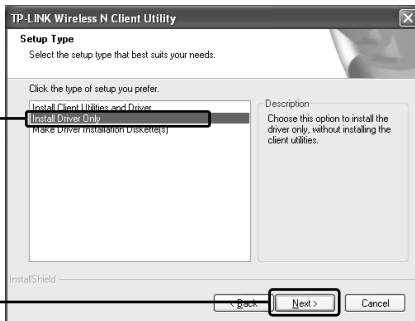 TP-LINK Wireless N Client Utility
Setup Type
Select the setup type that best suits your needs.
Click the type of setup you prefer.
Install Client Utilities and Driver
Install Driver Only
Make Driver Installation Diskette(s)
Description
Choose this option to install the
driver only, without installing the
client utilities.
InstallShield
< Back
Next >
Cancel